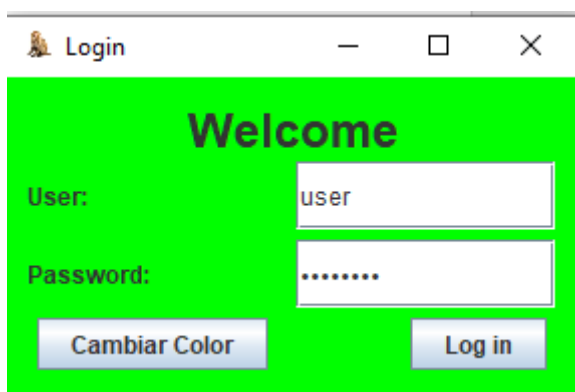 Login
Welcome
User: user
Password: ••••••••
Cambiar Color Log in